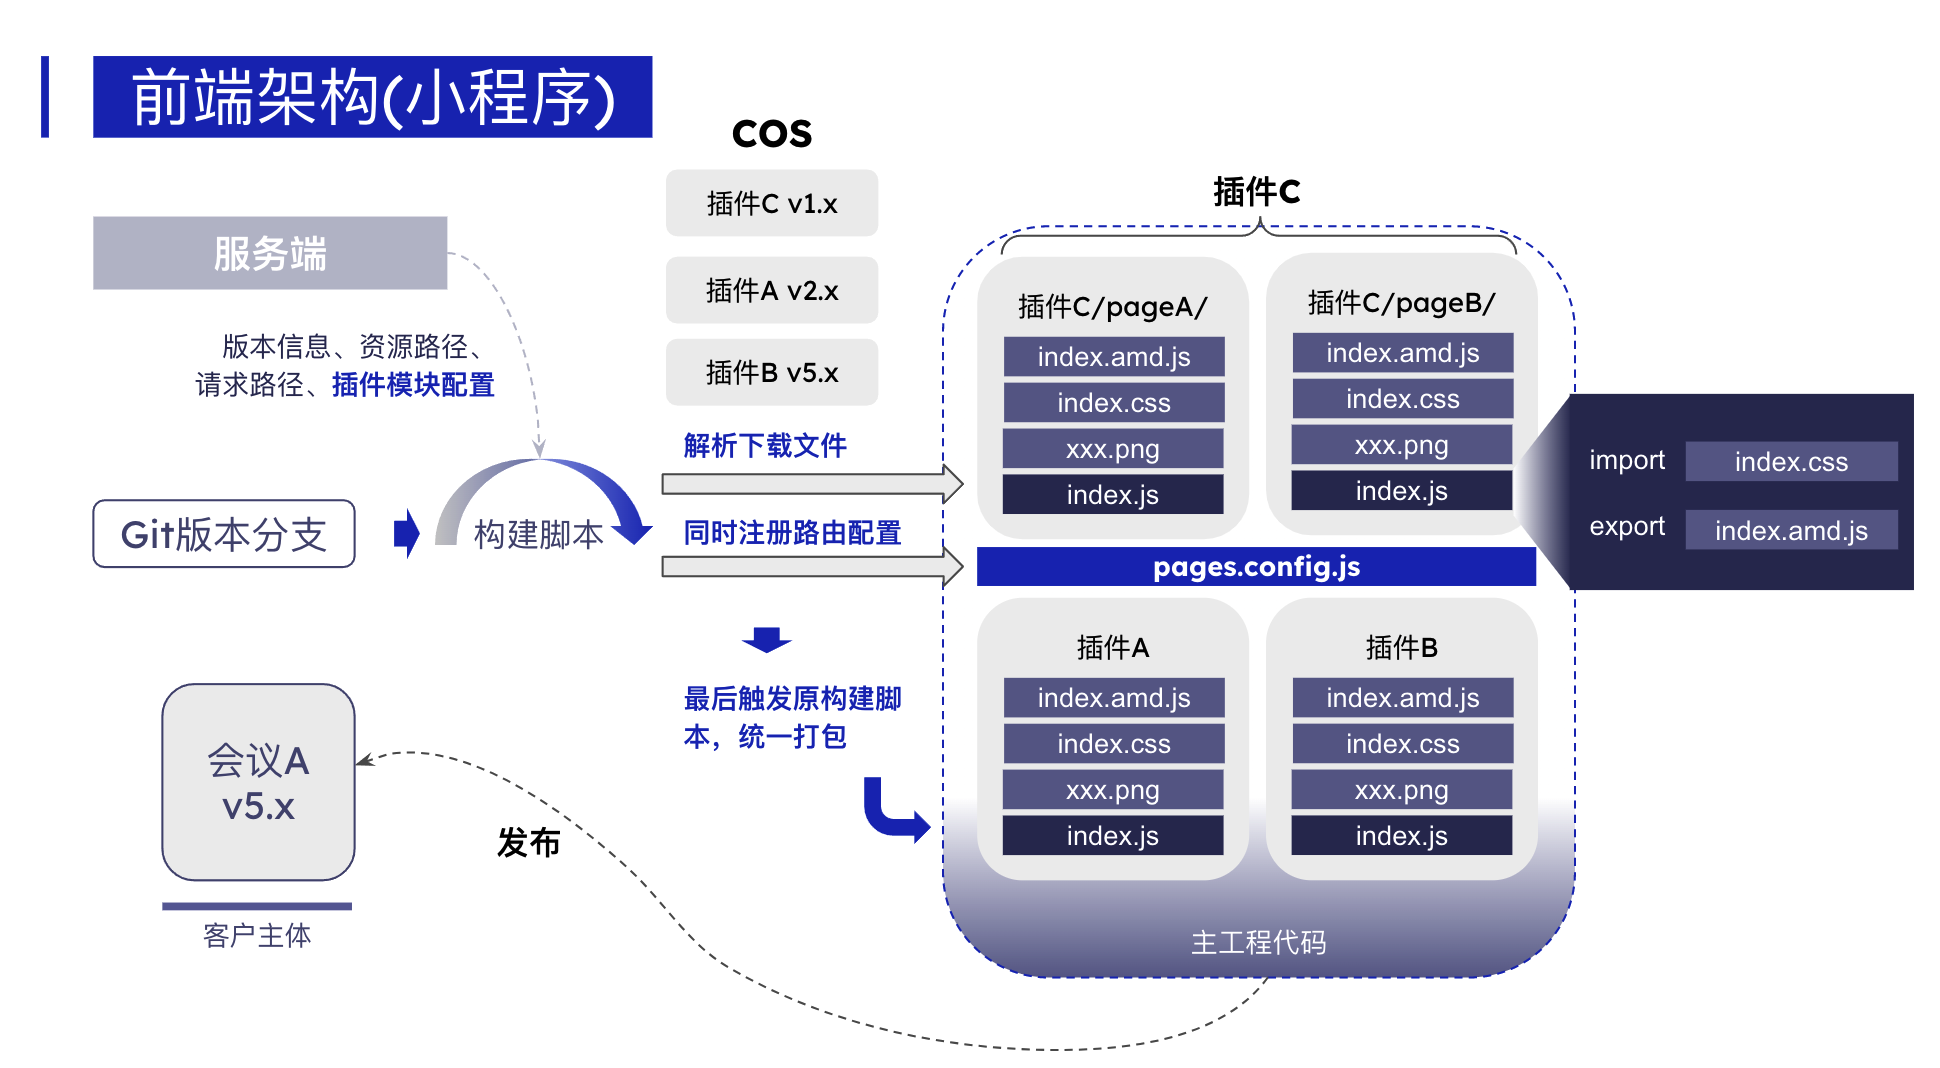 前端架构(小程序)
服务端
版本信息、资源路径、
请求路径、插件模块配置
Git版本分支
构建脚本
COS
插件C v1.x
插件A v2.x
插件B v5.x
解析下载文件
同时注册路由配置
最后触发原构建脚
本，统一打包
插件C
插件C/pageA/
index.amd.js
index.css
xxx.png
index.js
插件C/pageB/
index.amd.js
index.css
xxx.png
index.js
import
index.css
export
index.amd.js
pages.config.js
插件A
index.amd.js
index.css
xxx.png
index.js
插件B
index.amd.js
index.css
xxx.png
index.js
主工程代码
发布
会议A
v5.x
客户主体